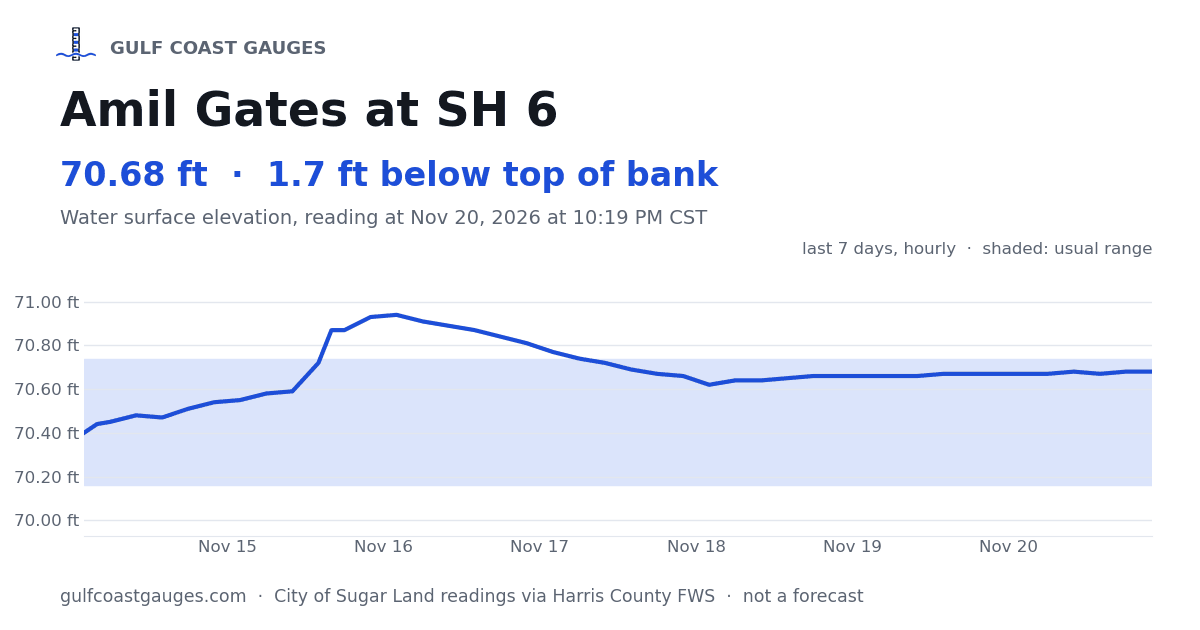 GULF COAST GAUGES
Amil Gates at SH 6
70.68 ft · 1.7 ft below top of bank
Water surface elevation, reading at Nov 20, 2026 at 10:19 PM CST
last 7 days, hourly · shaded: usual range
71.00 ft
70.80 ft
70.60 ft
70.40 ft
70.20 ft
70.00 ft
Nov 15 Nov 16 Nov 17 Nov 18 Nov 19 Nov 20
gulfcoastgauges.com · City of Sugar Land readings via Harris County FWS · not a forecast